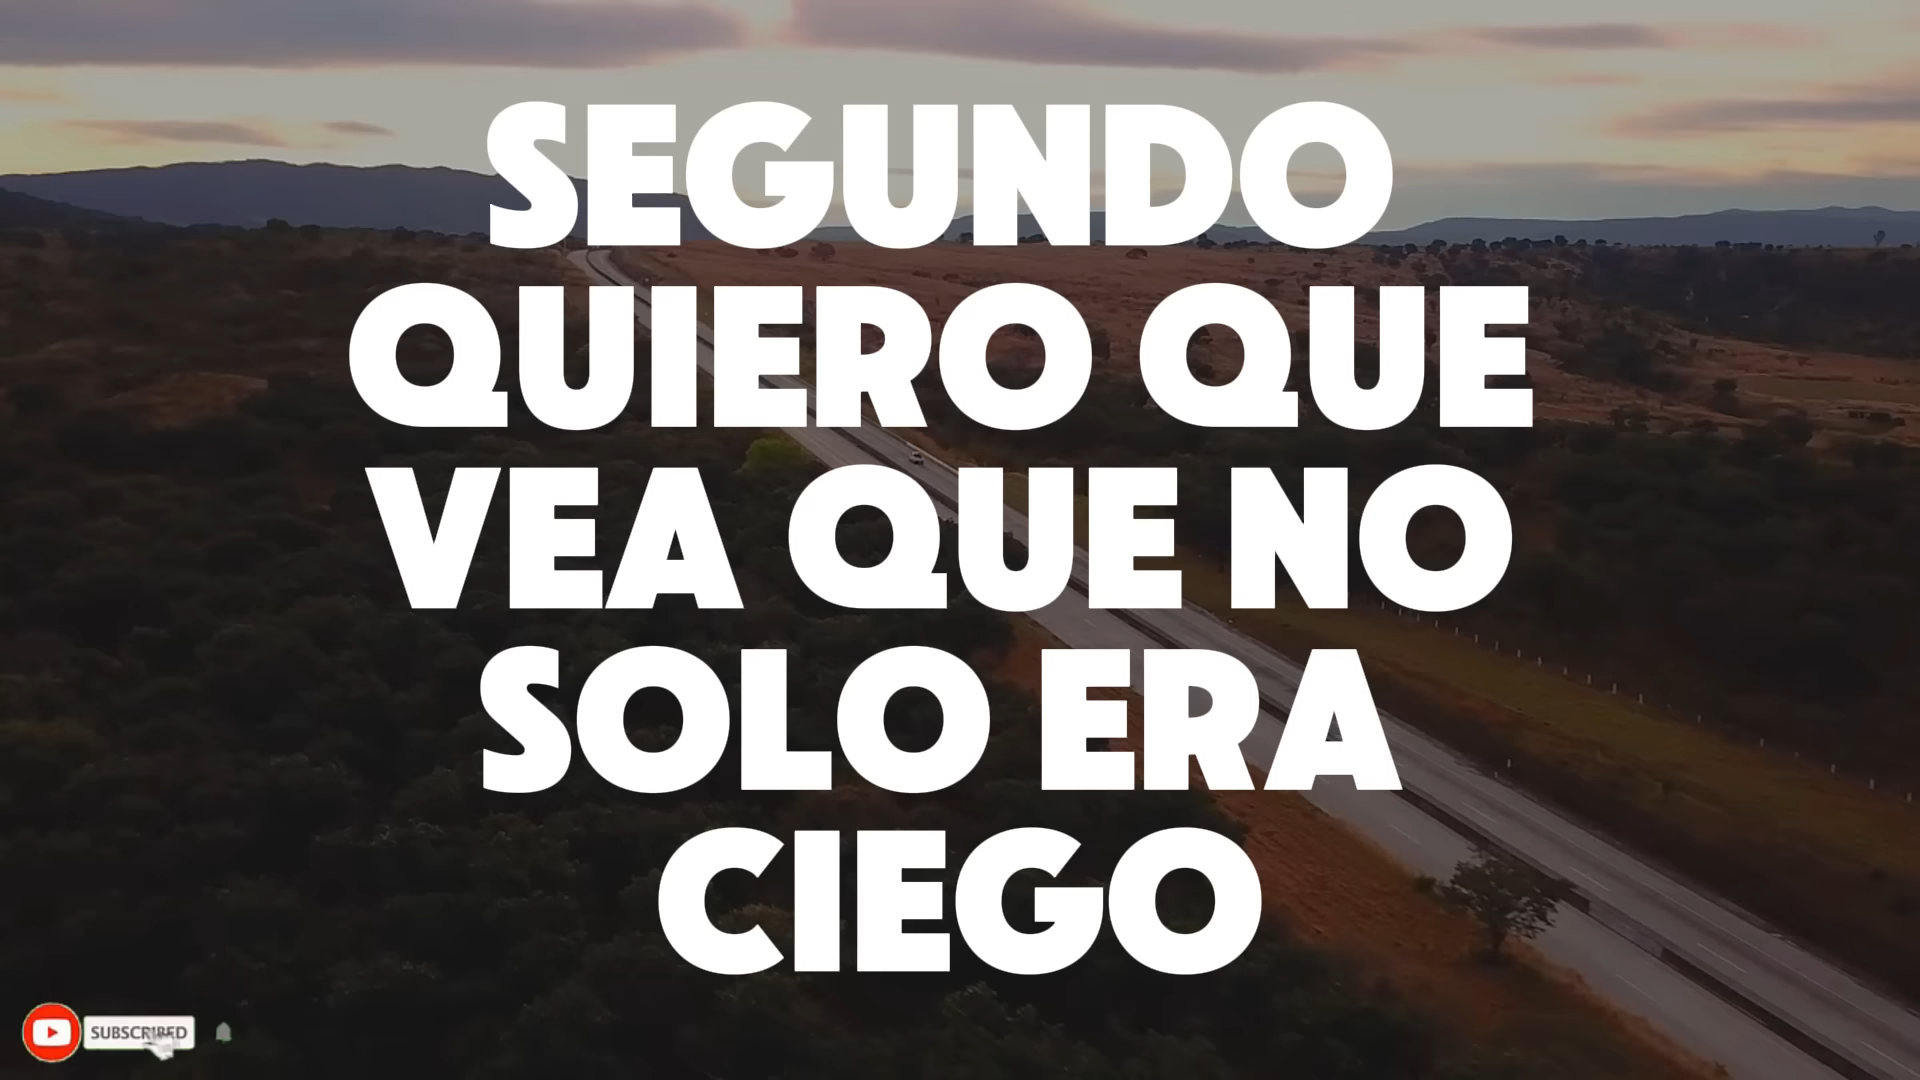 SEGUNDO
QUIERO QUE
VEA QUE NO
SOLO ERA
CIEGO
SUBSCRIBED